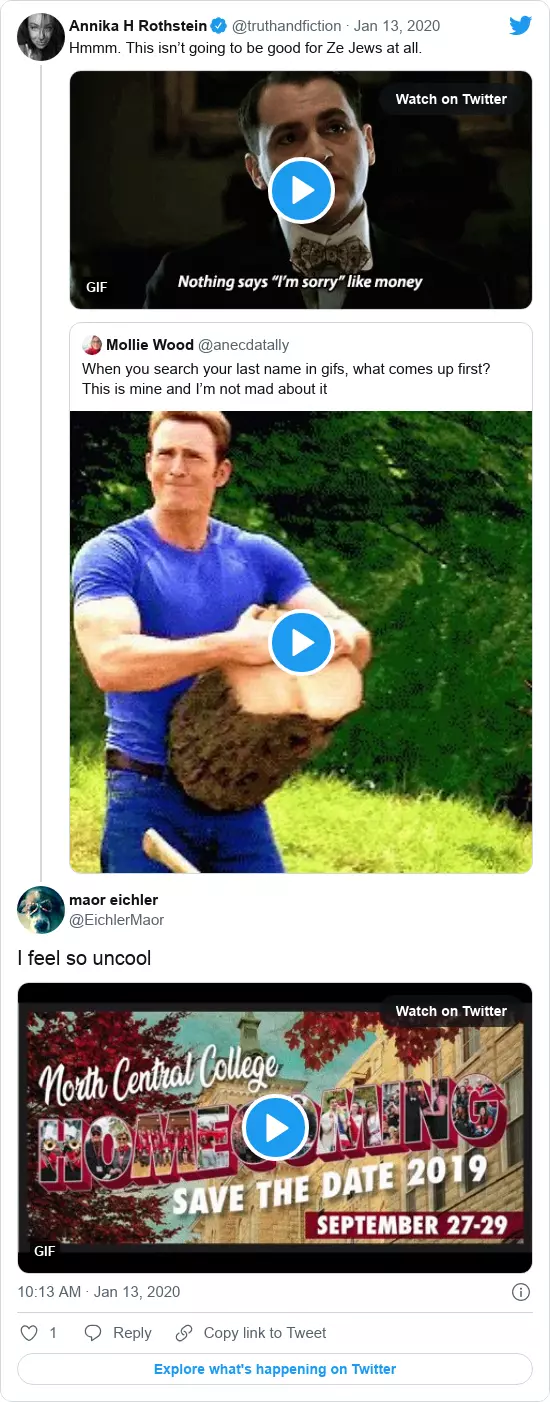 Annika H Rothstein @truthandfiction · Jan 13, 2020
Hmmm. This isn’t going to be good for Ze Jews at all.
Watch on Twitter
Nothing says “I’m sorry” like money
GIF
Mollie Wood @anecdatally
When you search your last name in gifs, what comes up first?
This is mine and I’m not mad about it
maor eichler
@EichlerMaor
I feel so uncool
Watch on Twitter
North Central College
HOMECOMING
SAVE THE DATE 2019
SEPTEMBER 27-29
GIF
10:13 AM · Jan 13, 2020
1 Reply Copy link to Tweet
Explore what's happening on Twitter